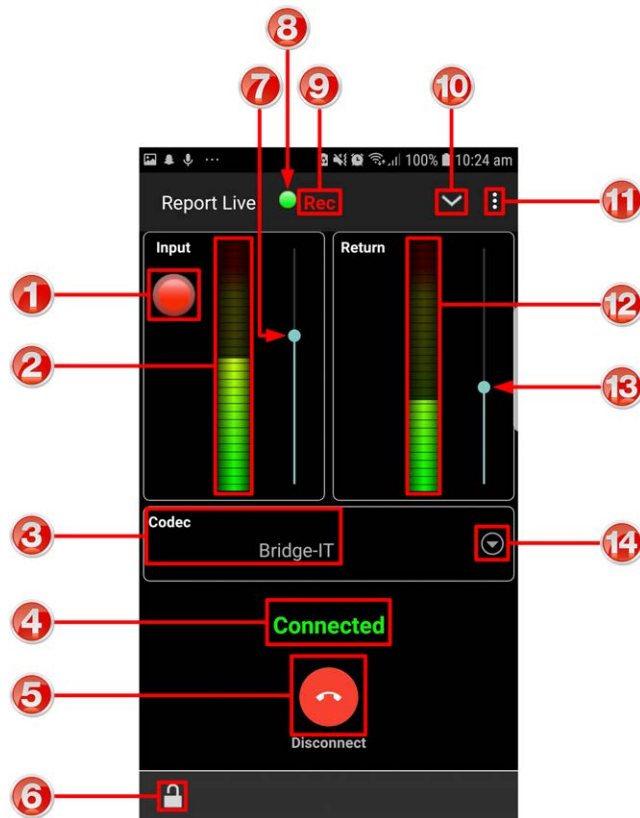 8
7 9 10
100% 10:24 am
Report Live Rec 11
Input Return
1
12
2
13
Codec
3 14
Bridge-IT
4 Connected
5
Disconnect
6